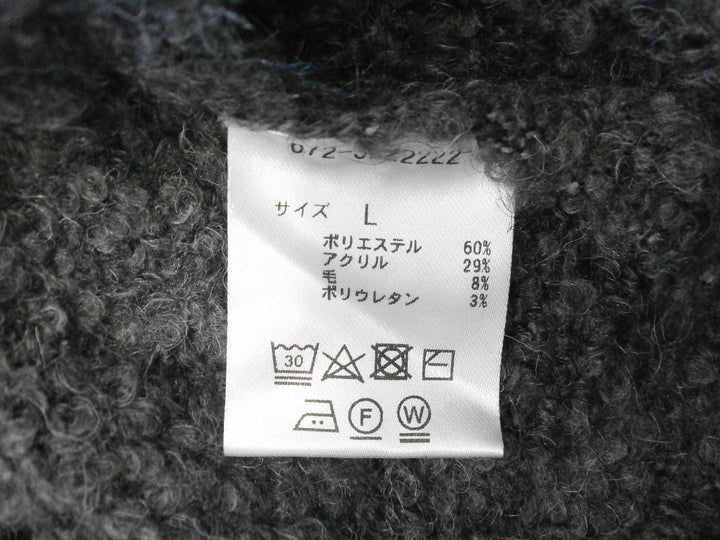 サイズ L
ポリエステル 60%
アクリル 29%
毛 8%
ポリウレタン 3%
30
F W